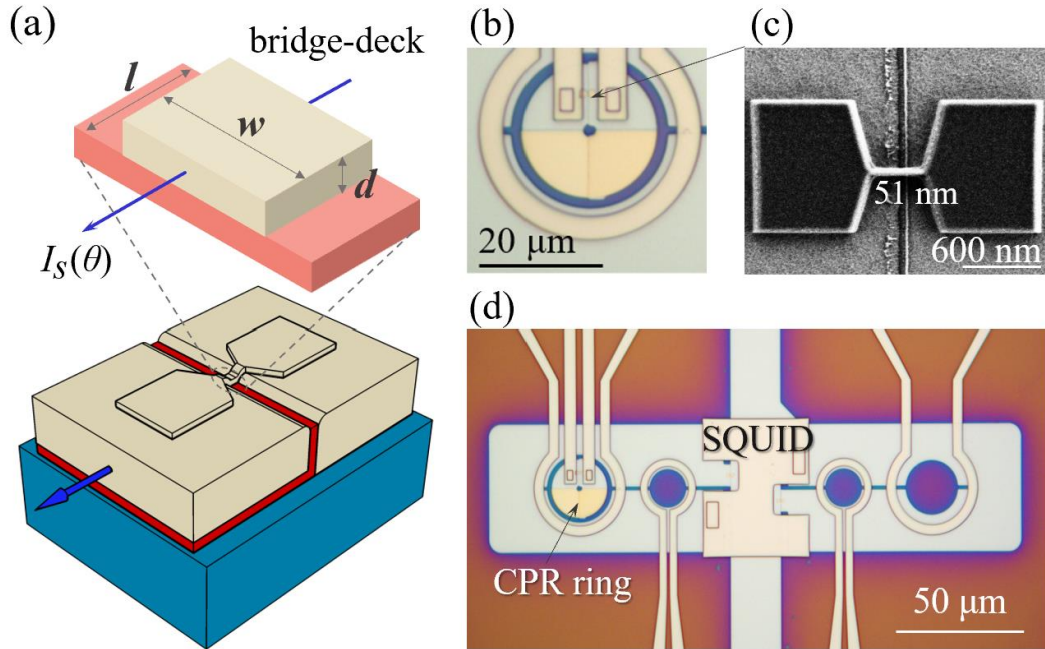 (a)
bridge-deck
l
w
d
I_S(θ)
(b)
20 μm
(c)
51 nm
600 nm
(d)
SQUID
CPR ring
50 μm